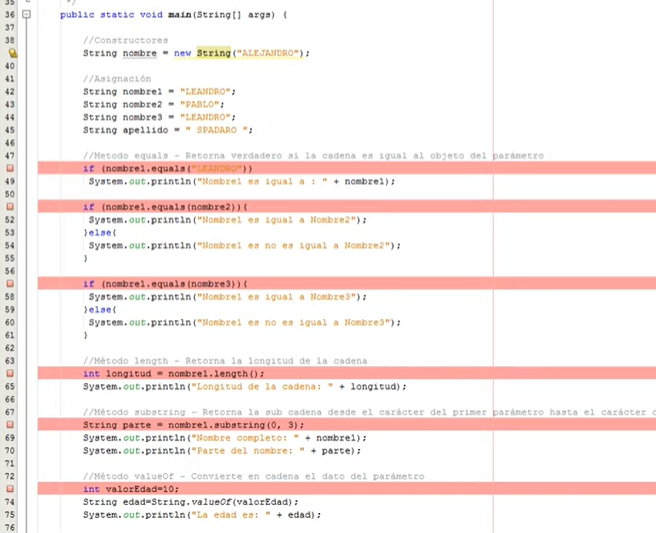 35 */
36 public static void main(String[] args) {
37
38 //Constructores
String nombre = new String("ALEJANDRO");
40
41 //Asignación
42 String nombre1 = "LEANDRO";
43 String nombre2 = "PABLO";
44 String nombre3 = "LEANDRO";
45 String apellido = " SPADARO ";
46
47 //Metodo equals - Retorna verdadero si la cadena es igual al objeto del parámetro
if (nombre1.equals("LEANDRO"))
49 System.out.println("Nombre1 es igual a : " + nombre1);
50
if (nombre1.equals(nombre2)){
52 System.out.println("Nombre1 es igual a Nombre2");
53 }else{
54 System.out.println("Nombre1 es no es igual a Nombre2");
55 }
56
if (nombre1.equals(nombre3)){
58 System.out.println("Nombre1 es igual a Nombre3");
59 }else{
60 System.out.println("Nombre1 es no es igual a Nombre3");
61 }
62
63 //Método length - Retorna la longitud de la cadena
int longitud = nombre1.length();
65 System.out.println("Longitud de la cadena: " + longitud);
66
67 //Método substring - Retorna la sub cadena desde el carácter del primer parámetro hasta el carácter
String parte = nombre1.substring(0, 3);
69 System.out.println("Nombre completo: " + nombre1);
70 System.out.println("Parte del nombre: " + parte);
71
72 //Método valueOf - Convierte en cadena el dato del parámetro
int valorEdad=10;
74 String edad=String.valueOf(valorEdad);
75 System.out.println("La edad es: " + edad);
76